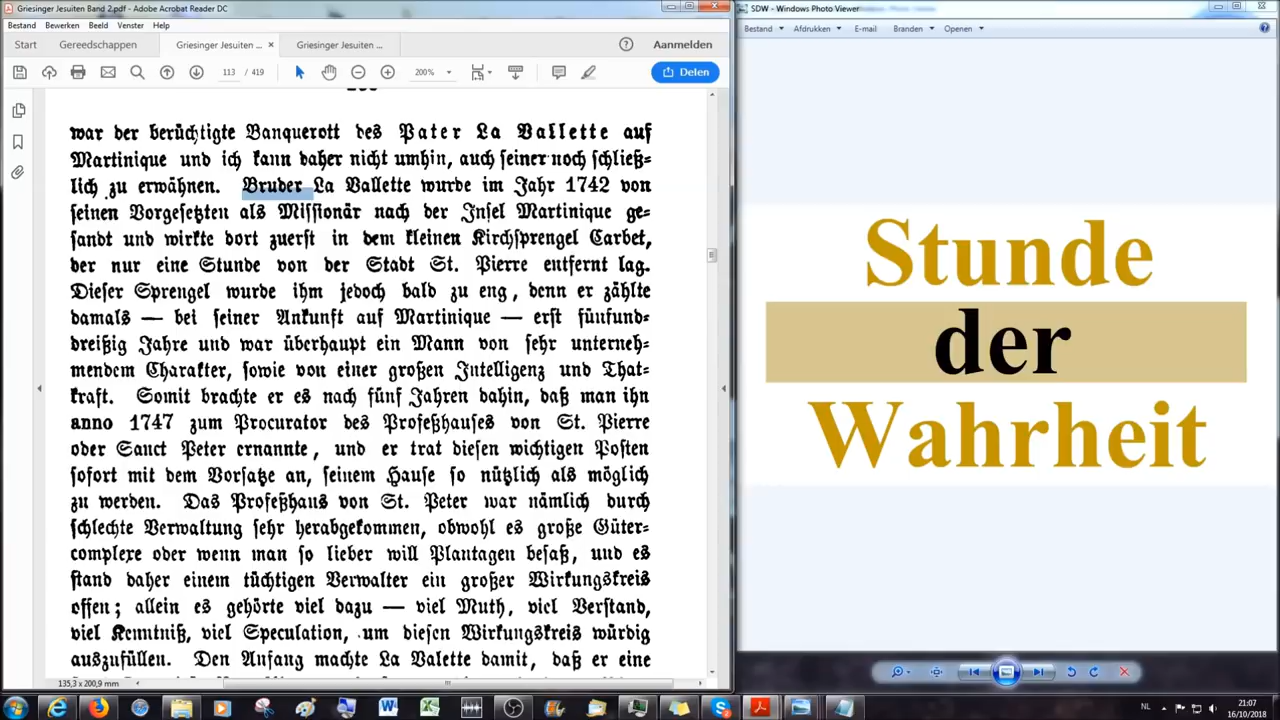 Griesinger Jesuiten Band 2.pdf - Adobe Acrobat Reader DC
Bestand Bewerken Beeld Venster Help
Start Gereedschappen Griesinger Jesuiten ... × Griesinger Jesuiten ... Aanmelden
113 / 419 200% Delen
war der berüchtigte Banquerott des Pater La Vallette auf
Martinique und ich kann daher nicht umhin, auch seiner noch schließ=
lich zu erwähnen. Bruder La Vallette wurde im Jahr 1742 von
seinen Vorgesetzten als Missionär nach der Insel Martinique ge=
sandt und wirkte dort zuerst in dem kleinen Kirchsprengel Carbet,
der nur eine Stunde von der Stadt St. Pierre entfernt lag.
Dieser Sprengel wurde ihm jedoch bald zu eng, denn er zählte
damals — bei seiner Ankunft auf Martinique — erst fünfund=
dreißig Jahre und war überhaupt ein Mann von sehr unterneh=
mendem Charakter, sowie von einer großen Intelligenz und That=
kraft. Somit brachte er es nach fünf Jahren dahin, daß man ihn
anno 1747 zum Procurator des Profeßhauses von St. Pierre
oder Sanct Peter ernannte, und er trat diesen wichtigen Posten
sofort mit dem Vorsatze an, seinem Hause so nützlich als möglich
zu werden. Das Profeßhaus von St. Peter war nämlich durch
schlechte Verwaltung sehr herabgekommen, obwohl es große Güter=
complexe oder wenn man so lieber will Plantagen besaß, und es
stand daher einem tüchtigen Verwalter ein großer Wirkungskreis
offen; allein es gehörte viel dazu — viel Muth, viel Verstand,
viel Kenntniß, viel Speculation, um diesen Wirkungskreis würdig
auszufüllen. Den Anfang machte La Valette damit, daß er eine
135,3 x 200,9 mm
SDW - Windows Photo Viewer
Bestand Afdrukken E-mail Branden Openen
Stunde
der
Wahrheit
NL 21:07
16/10/2018